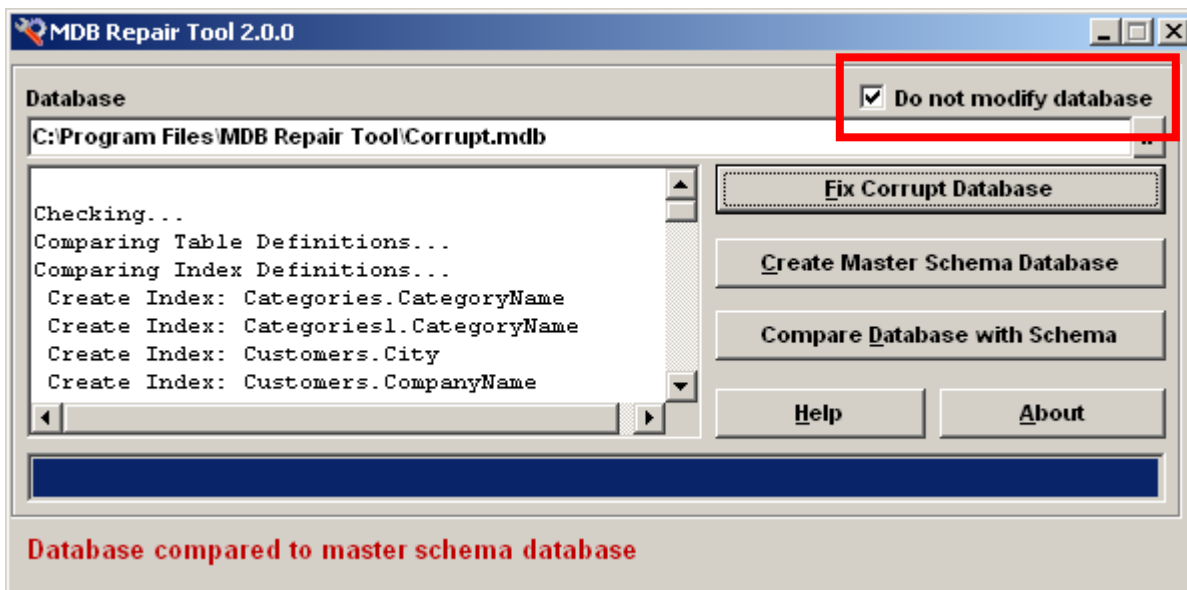 MDB Repair Tool 2.0.0
Database
Do not modify database
C:\Program Files\MDB Repair Tool\Corrupt.mdb
Fix Corrupt Database
Checking...
Comparing Table Definitions...
Comparing Index Definitions...
Create Index: Categories.CategoryName
Create Index: Categories1.CategoryName
Create Index: Customers.City
Create Index: Customers.CompanyName
Create Master Schema Database
Compare Database with Schema
Help
About
Database compared to master schema database